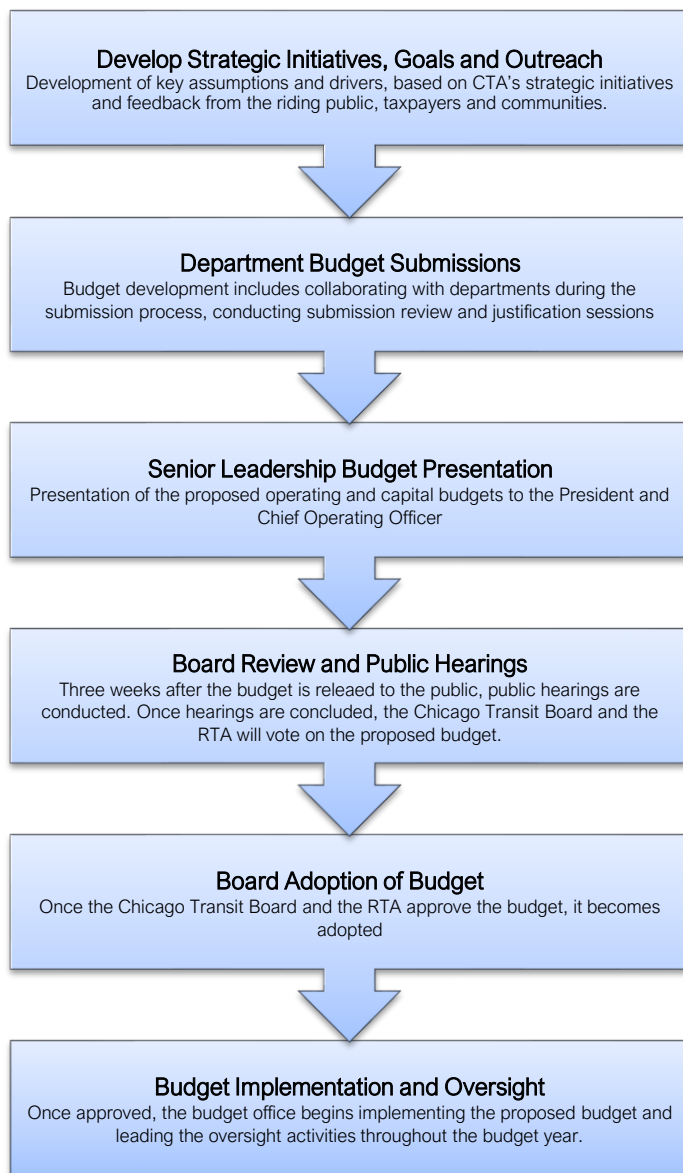 Develop Strategic Initiatives, Goals and Outreach
Development of key assumptions and drivers, based on CTA's strategic initiatives
and feedback from the riding public, taxpayers and communities.
Department Budget Submissions
Budget development includes collaborating with departments during the
submission process, conducting submission review and justification sessions
Senior Leadership Budget Presentation
Presentation of the proposed operating and capital budgets to the President and
Chief Operating Officer
Board Review and Public Hearings
Three weeks after the budget is releaed to the public, public hearings are
conducted. Once hearings are concluded, the Chicago Transit Board and the
RTA will vote on the proposed budget.
Board Adoption of Budget
Once the Chicago Transit Board and the RTA approve the budget, it becomes
adopted
Budget Implementation and Oversight
Once approved, the budget office begins implementing the proposed budget and
leading the oversight activities throughout the budget year.